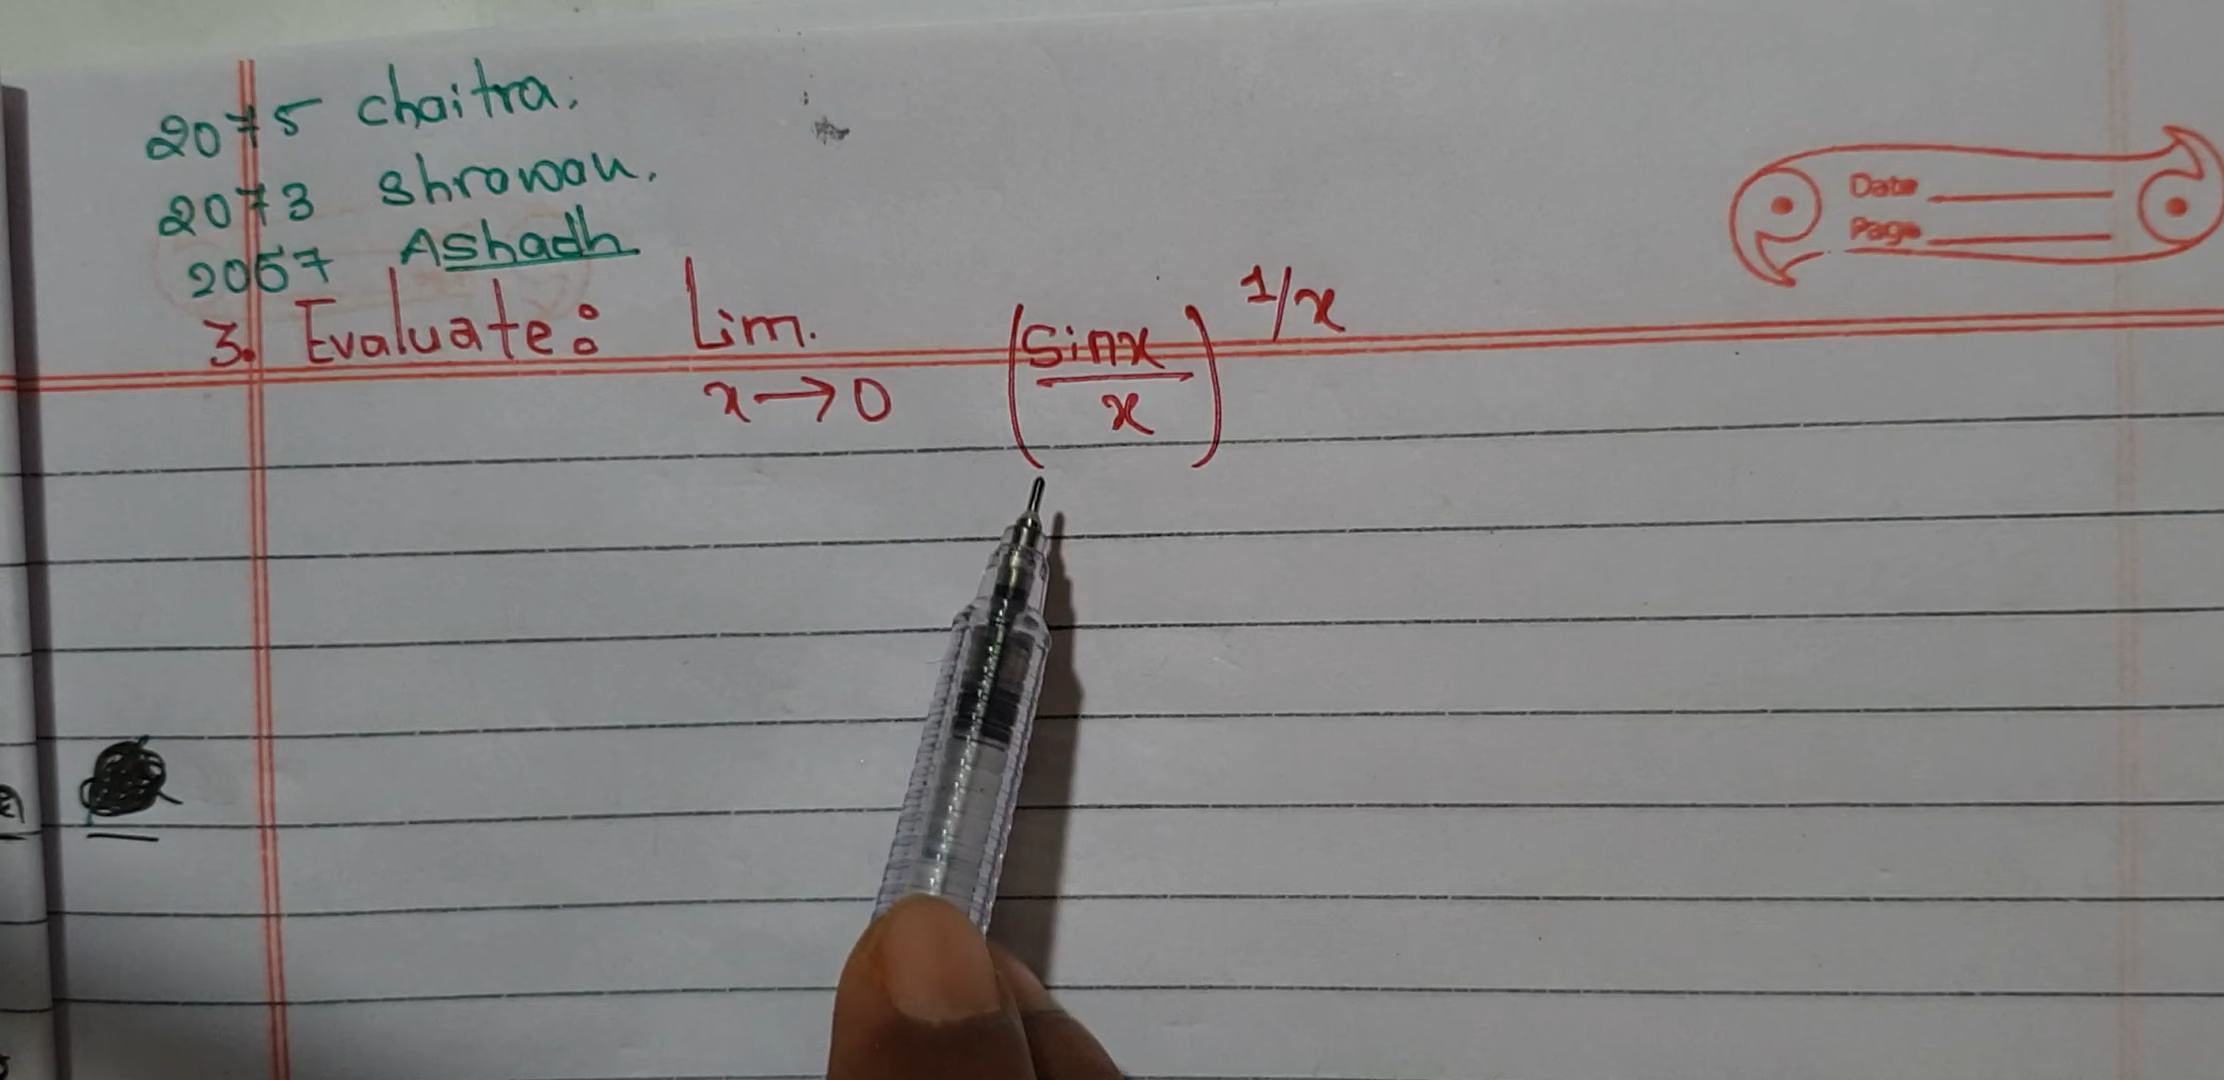 2075 chaitra.
2073 Shrawan.
2067 Ashadh
Date
Page
3. Evaluate: Lim. x→0 (sinx/x)^1/x